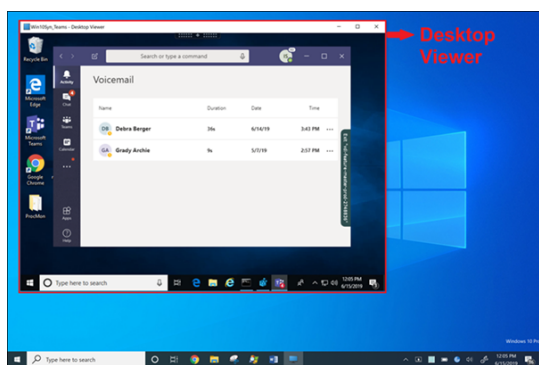 Win10Syn_Teams - Desktop Viewer
Desktop
Viewer
Recycle Bin
Search or type a command
Microsoft
Edge
Activity
Voicemail
Chat
Name Duration Date Time
Microsoft
Teams
Teams
DB Debra Berger 36s 6/14/19 3:43 PM
Calendar
GA Grady Archie 9s 5/7/19 2:57 PM
Google
Chrome
ProcMon
Apps
Help
Type here to search
12:05 PM
6/15/2019
Windows 10 Pro
Type here to search
12:05 PM
6/15/2019